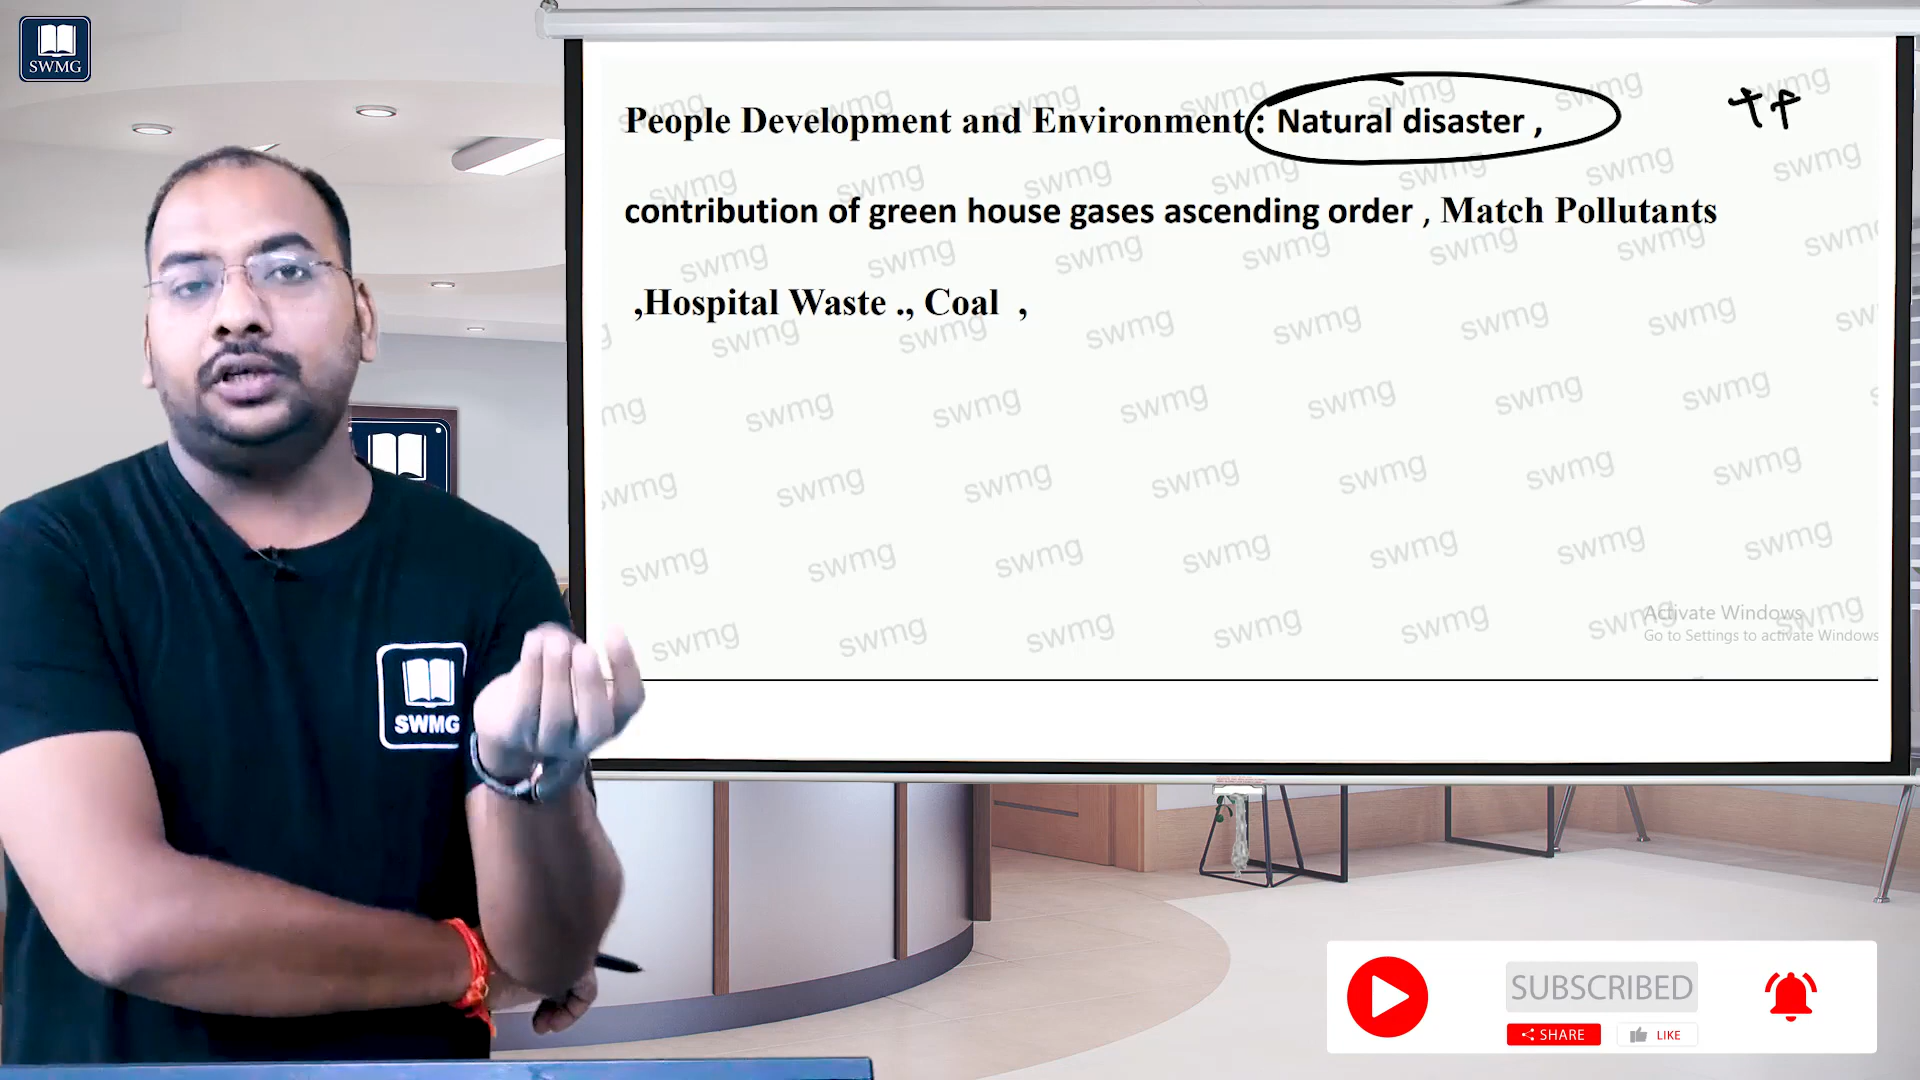 SWMG
People Development and Environment : Natural disaster ,
contribution of green house gases ascending order , Match Pollutants
,Hospital Waste ., Coal ,
swmg
Activate Windows
Go to Settings to activate Windows
SWMG
SUBSCRIBED
SHARE
LIKE